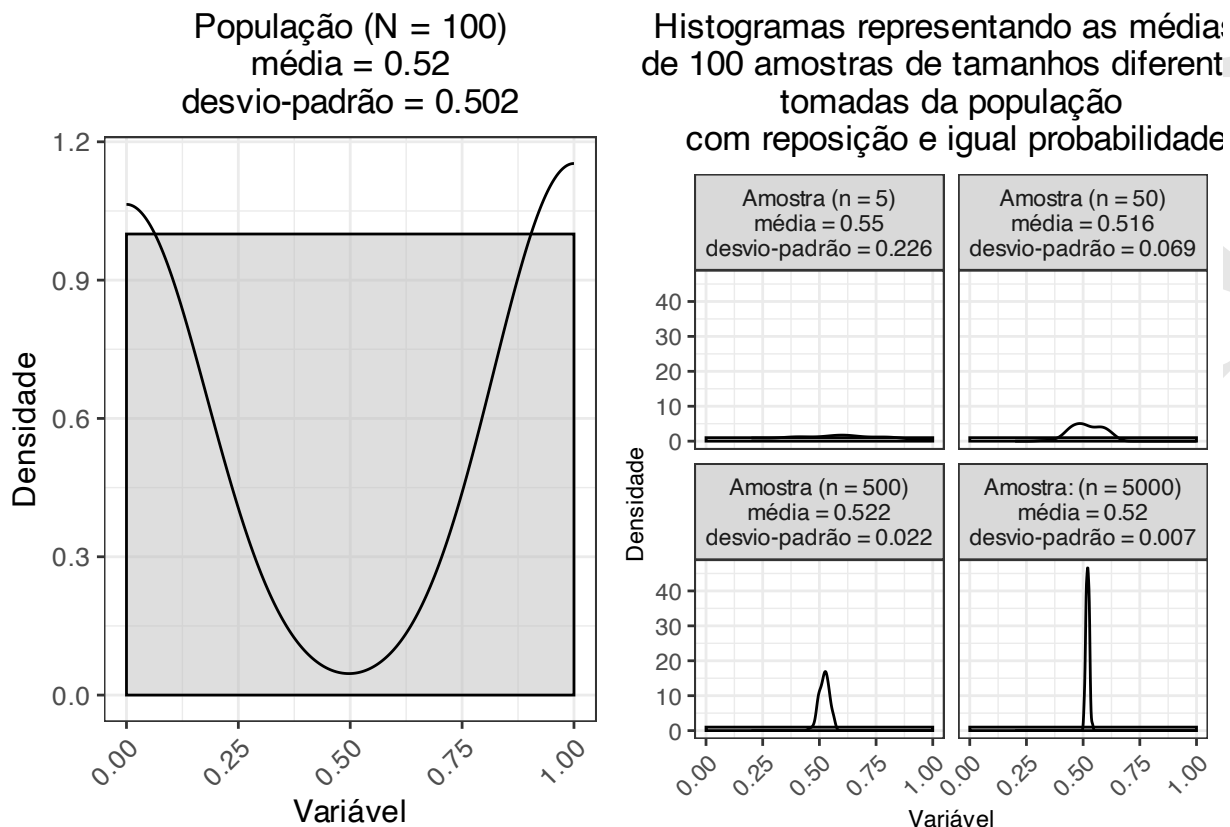 População (N = 100)
média = 0.52
desvio-padrão = 0.502
1.2
0.9
0.6
0.3
0.0
Densidade
0.00
0.25
0.50
0.75
1.00
Variável
Histogramas representando as médias
de 100 amostras de tamanhos diferent
tomadas da população
com reposição e igual probabilidade
Amostra (n = 5)
média = 0.55
desvio-padrão = 0.226
Amostra (n = 50)
média = 0.516
desvio-padrão = 0.069
40
30
20
10
0
Densidade
Amostra (n = 500)
média = 0.522
desvio-padrão = 0.022
Amostra: (n = 5000)
média = 0.52
desvio-padrão = 0.007
40
30
20
10
0
0.00
0.25
0.50
0.75
1.00
0.00
0.25
0.50
0.75
1.00
Variável